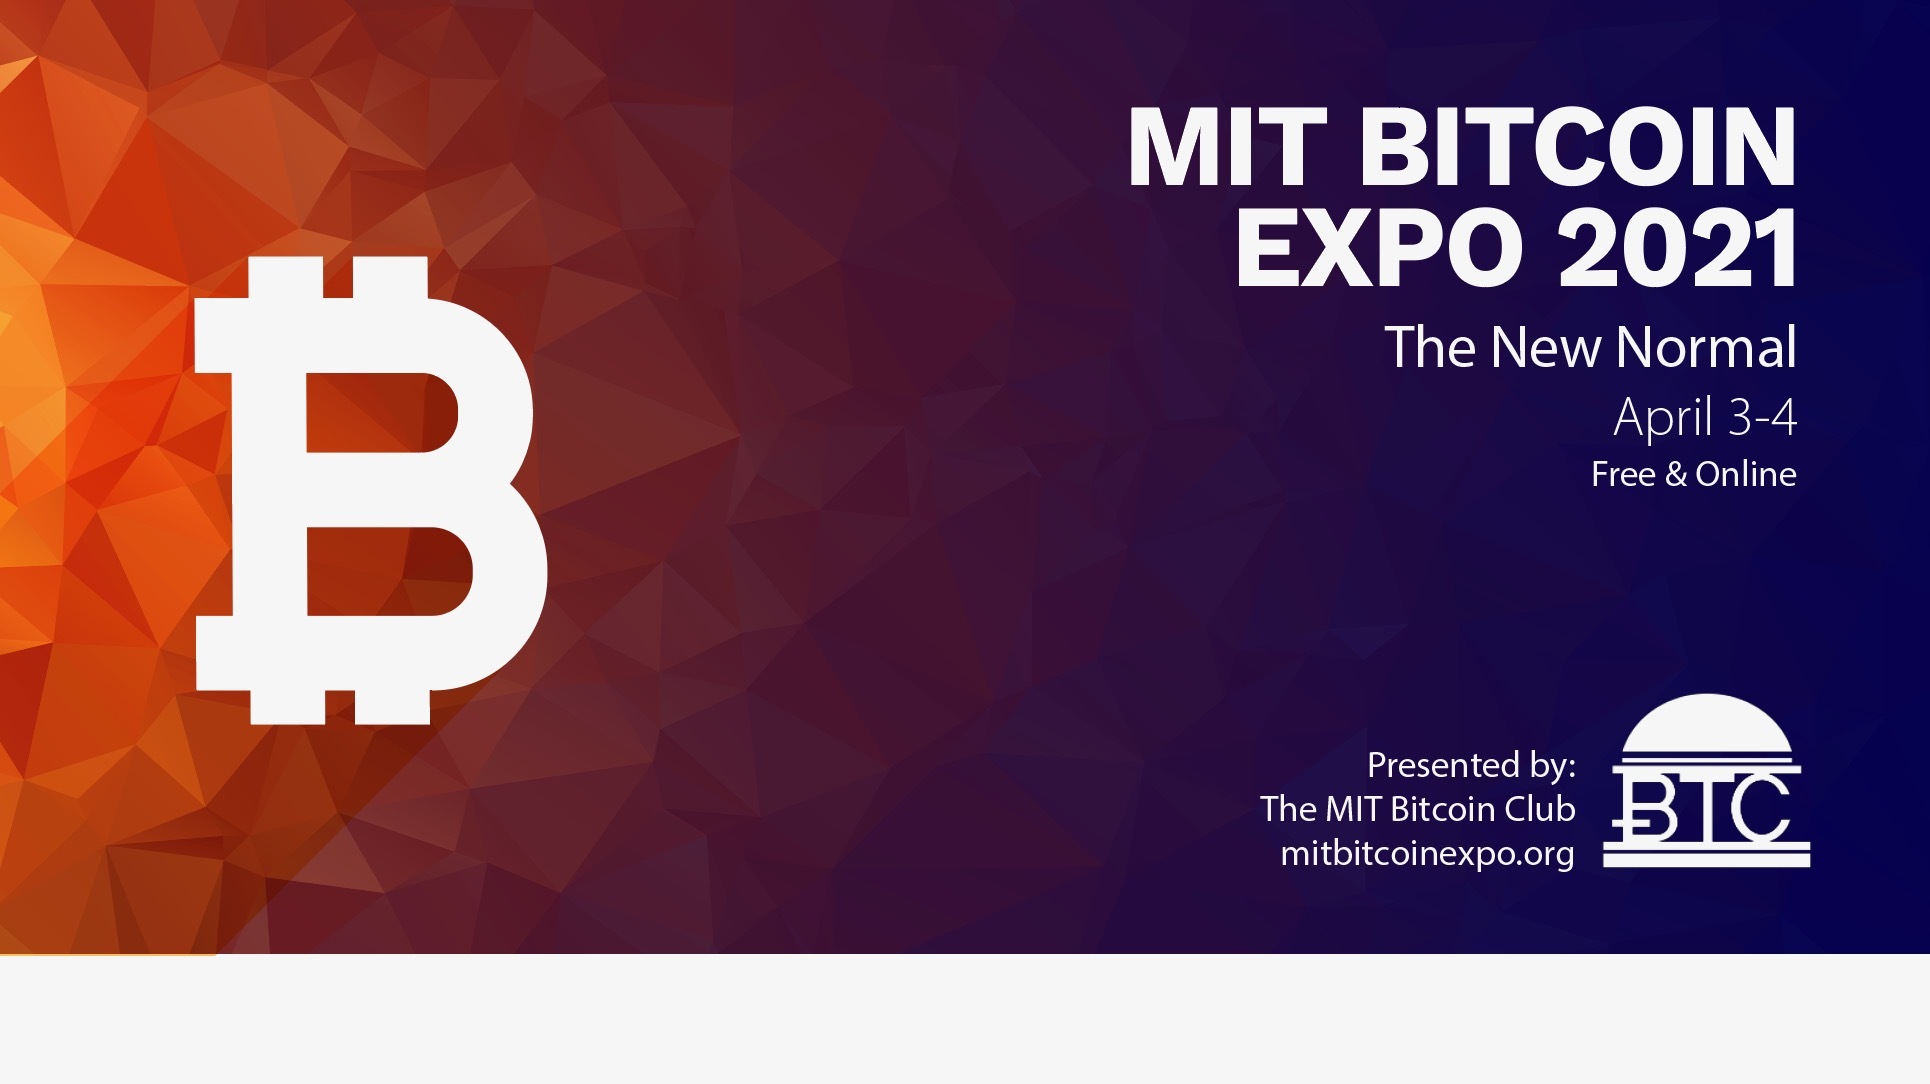 MIT BITCOIN
EXPO 2021
The New Normal
April 3-4
Free & Online
Presented by:
The MIT Bitcoin Club
mitbitcoinexpo.org
BTC